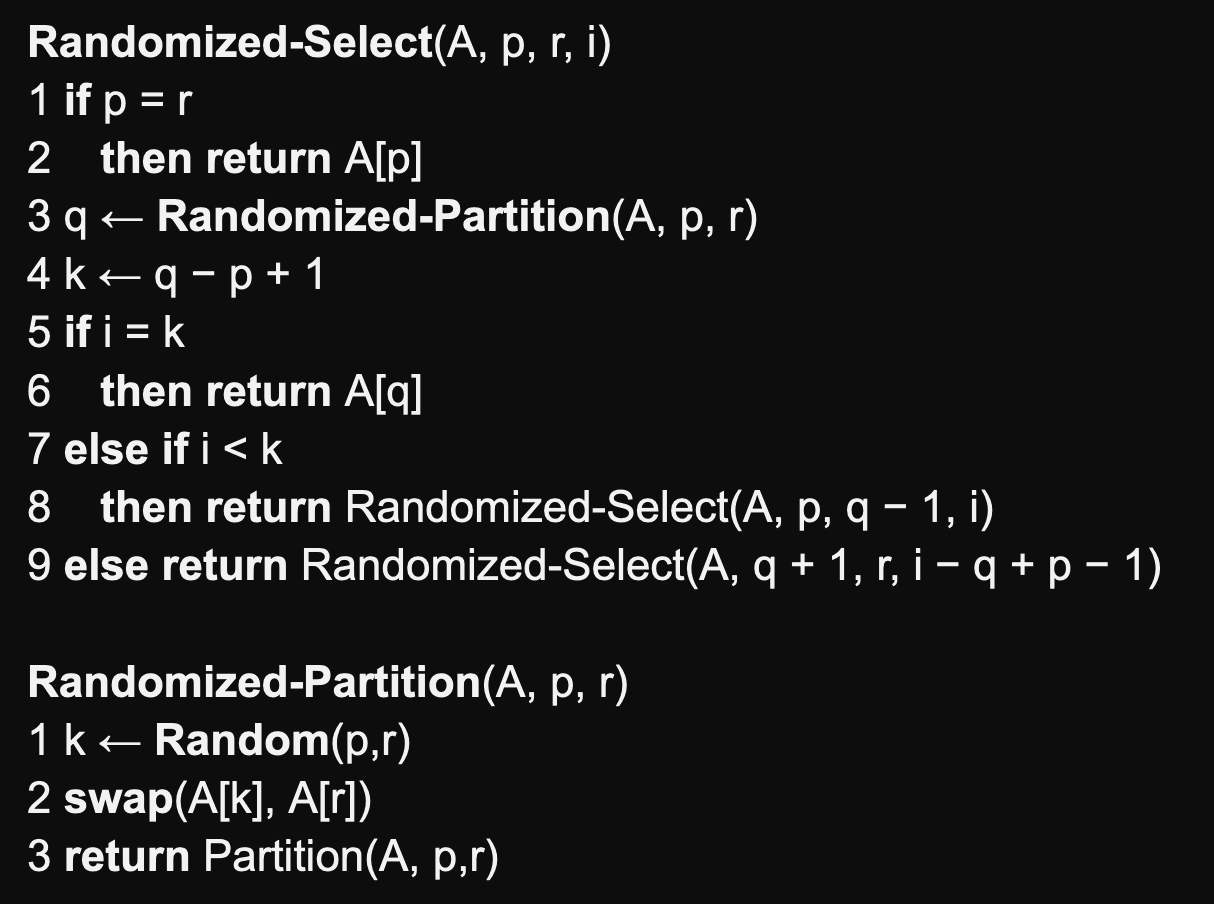 Randomized-Select(A, p, r, i)
1 if p = r
2 then return A[p]
3 q ← Randomized-Partition(A, p, r)
4 k ← q − p + 1
5 if i = k
6 then return A[q]
7 else if i < k
8 then return Randomized-Select(A, p, q − 1, i)
9 else return Randomized-Select(A, q + 1, r, i − q + p − 1)
Randomized-Partition(A, p, r)
1 k ← Random(p,r)
2 swap(A[k], A[r])
3 return Partition(A, p,r)